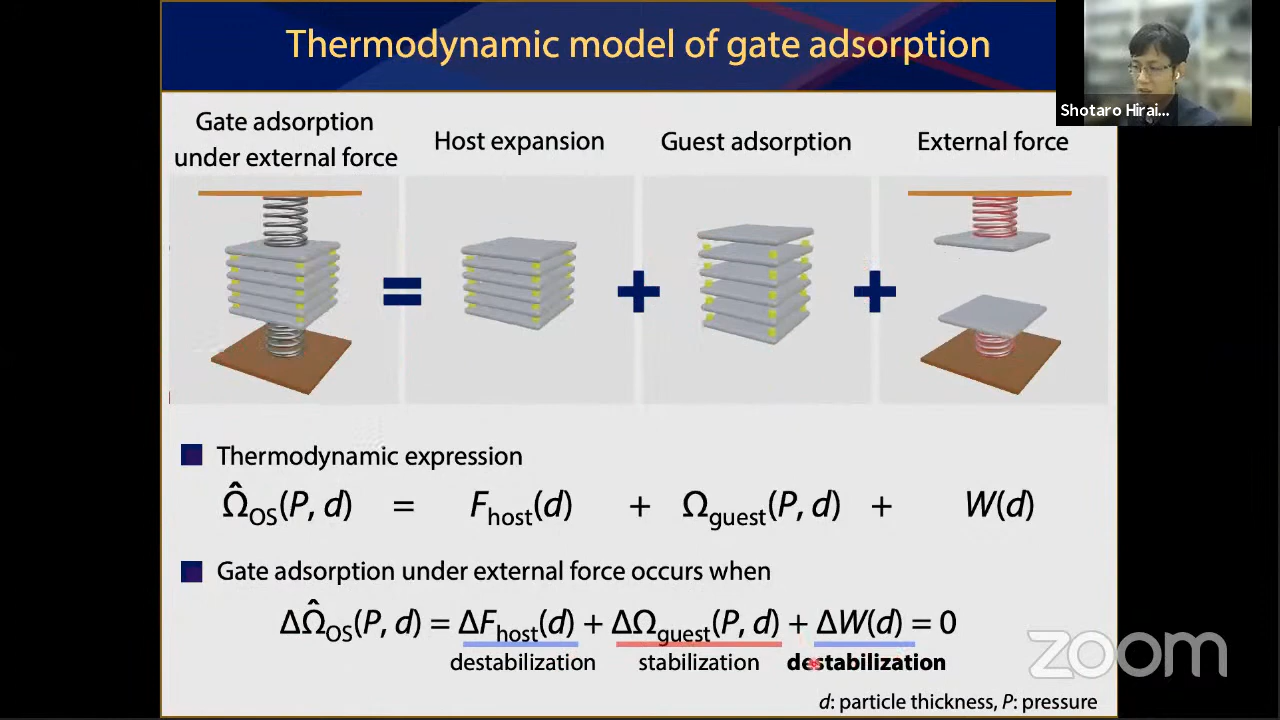 Thermodynamic model of gate adsorption
Shotaro Hirai...
Gate adsorption
under external force
Host expansion
Guest adsorption
External force
=
+
+
Thermodynamic expression
Ω̂OS(P, d) = Fhost(d) + Ωguest(P, d) + W(d)
Gate adsorption under external force occurs when
ΔΩ̂OS(P, d) = ΔFhost(d) + ΔΩguest(P, d) + ΔW(d) = 0
destabilization stabilization destabilization
zoom
d: particle thickness, P: pressure